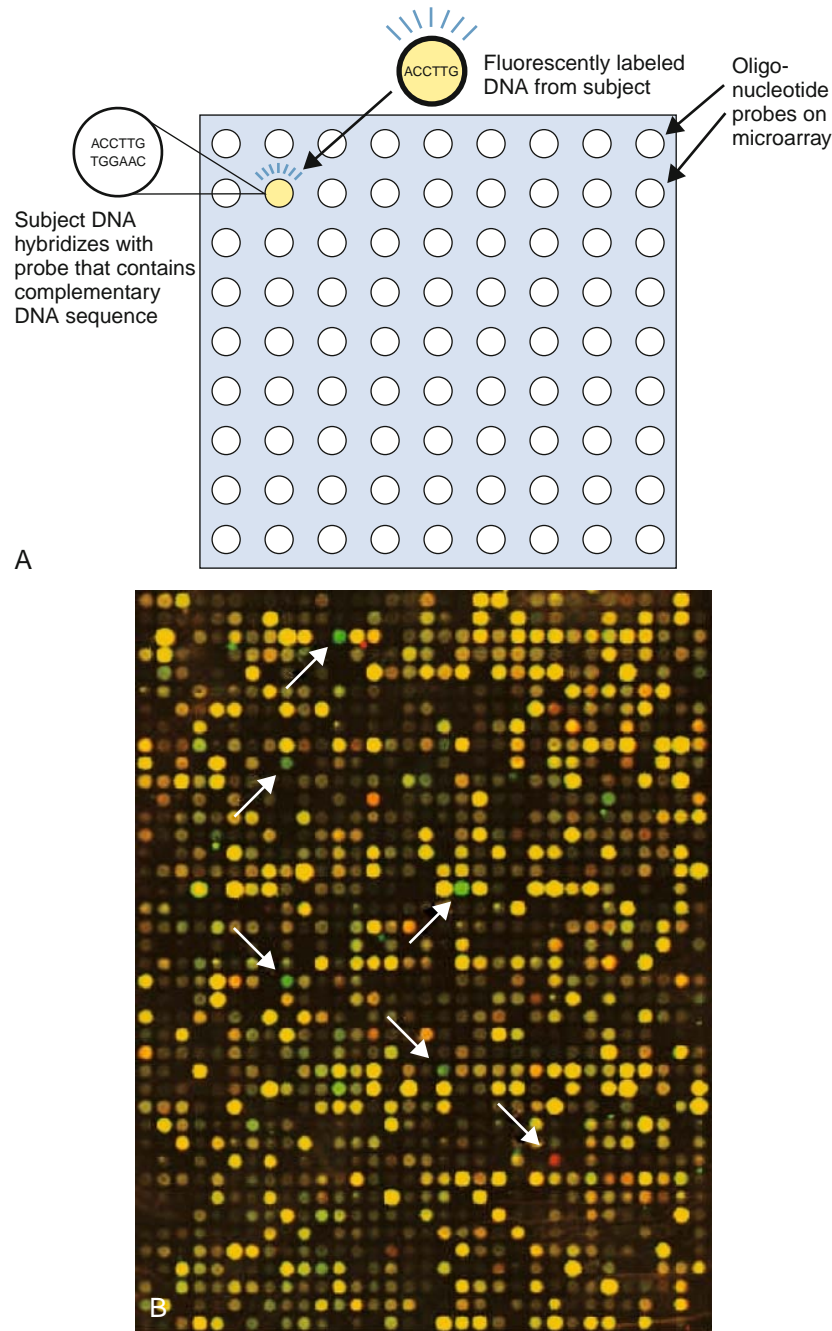 ACCTTG
Fluorescently labeled
DNA from subject
Oligo-
nucleotide
probes on
microarray
ACCTTG
TGGAAC
Subject DNA
hybridizes with
probe that contains
complementary
DNA sequence
A
B